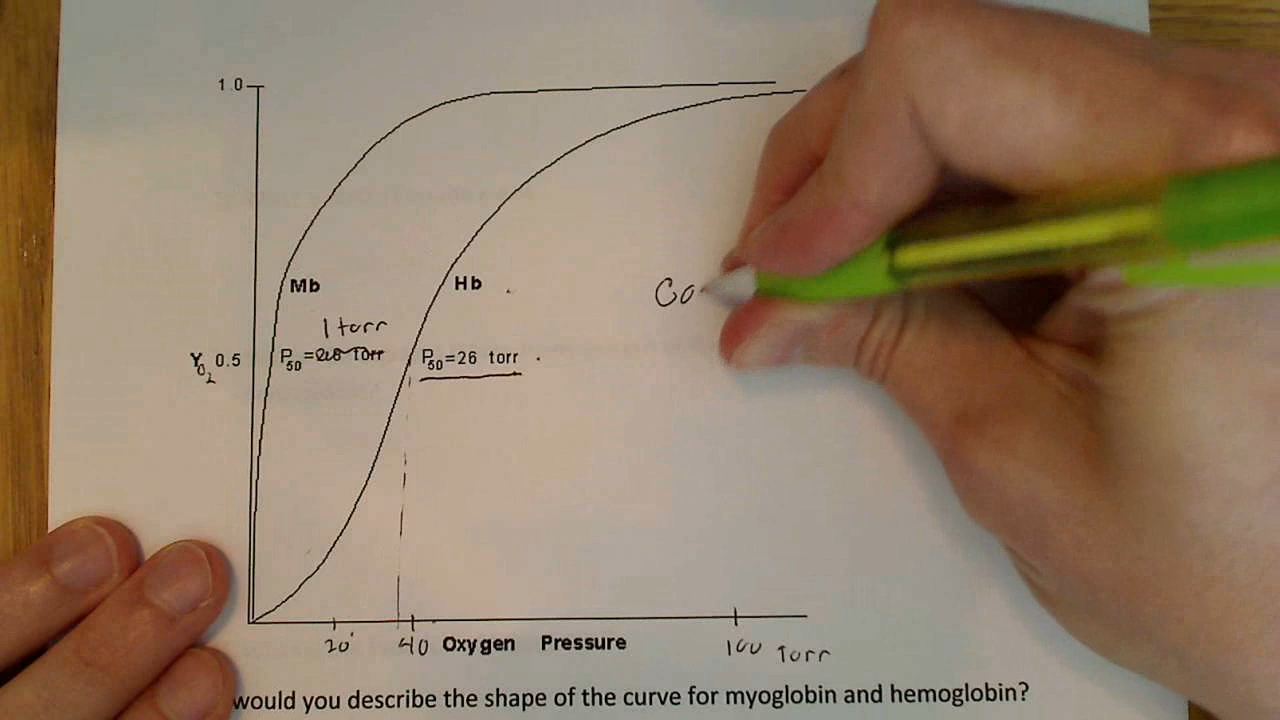 1.0
Mb
Hb
Co
1 torr
YO2 0.5
P50= Torr
P50=26 torr
20
40
Oxygen Pressure
100 Torr
would you describe the shape of the curve for myoglobin and hemoglobin?